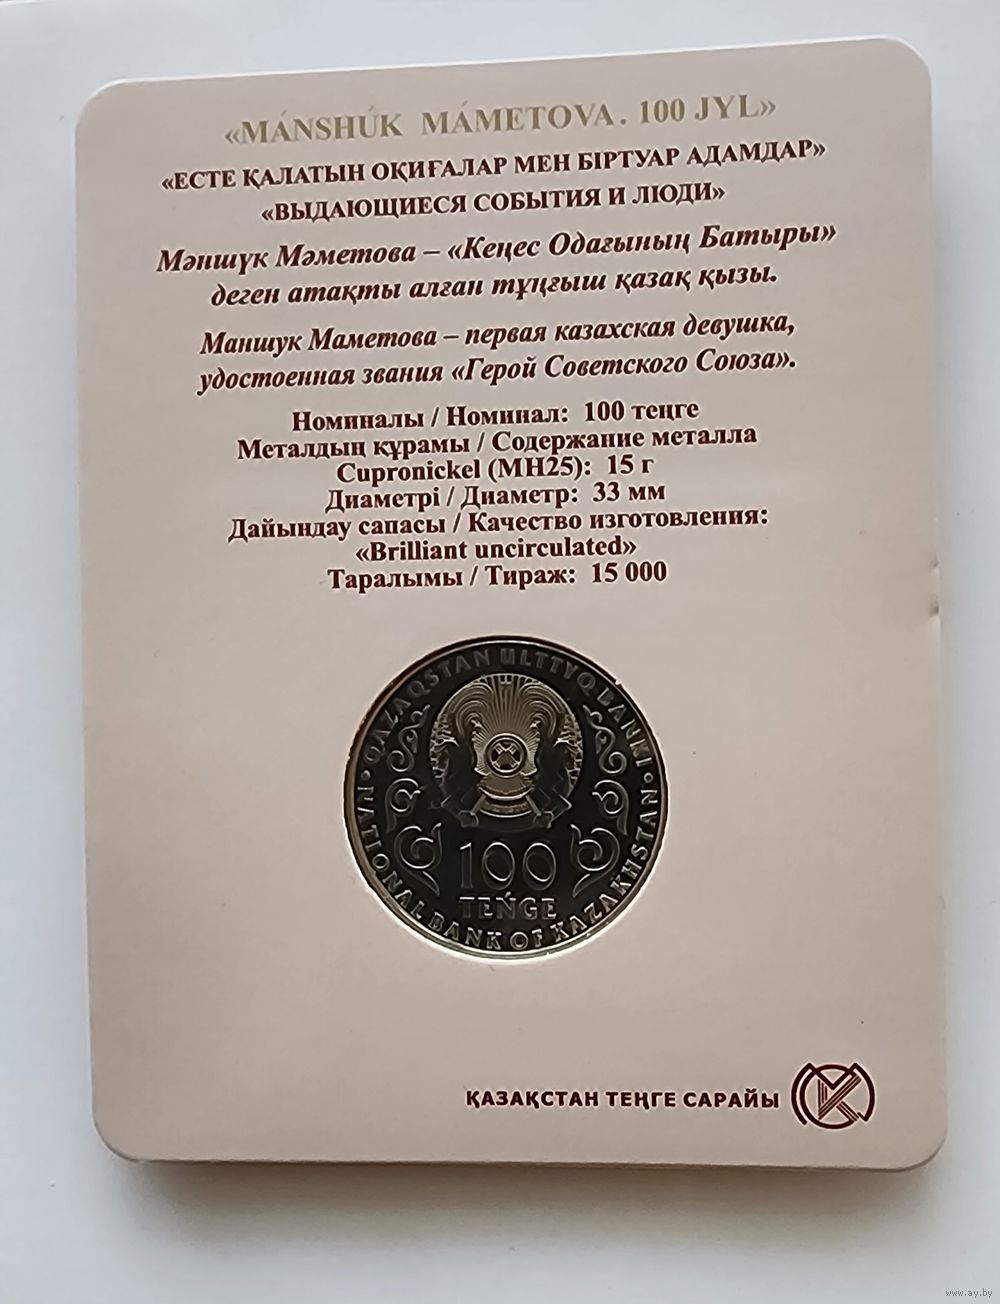 «MÁNSHÚK MÁMETOVA. 100 JYL»
«ЕСТЕ ҚАЛАТЫН ОҚИҒАЛАР МЕН БІРТУАР АДАМДАР»
«ВЫДАЮЩИЕСЯ СОБЫТИЯ И ЛЮДИ»
Мәншүк Мәметова – «Кеңес Одағының Батыры»
деген атақты алған тұңғыш қазақ қызы.
Маншук Маметова – первая казахская девушка,
удостоенная звания «Герой Советского Союза».
Номиналы / Номинал: 100 теңге
Металдың құрамы / Содержание металла
Cupronickel (МН25): 15 г
Диаметрі / Диаметр: 33 мм
Дайындау сапасы / Качество изготовления:
«Brilliant uncirculated»
Таралымы / Тираж: 15 000
QAZAQSTAN ULTTYQ BANKI
100
TEŃGE
NATIONAL BANK OF KAZAKHSTAN
ҚАЗАҚСТАН ТЕҢГЕ САРАЙЫ
www.ay.by